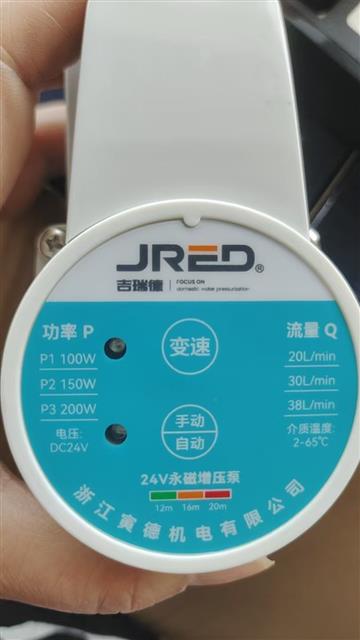 JRED®
吉瑞德
FOCUS ON
domestic water pressurization
功率 P
P1 100W
P2 150W
P3 200W
电压:
DC24V
变速
手动
自动
流量 Q
20L/min
30L/min
38L/min
介质温度:
2-65℃
24V永磁增压泵
12m 16m 20m
浙江寅德机电有限公司